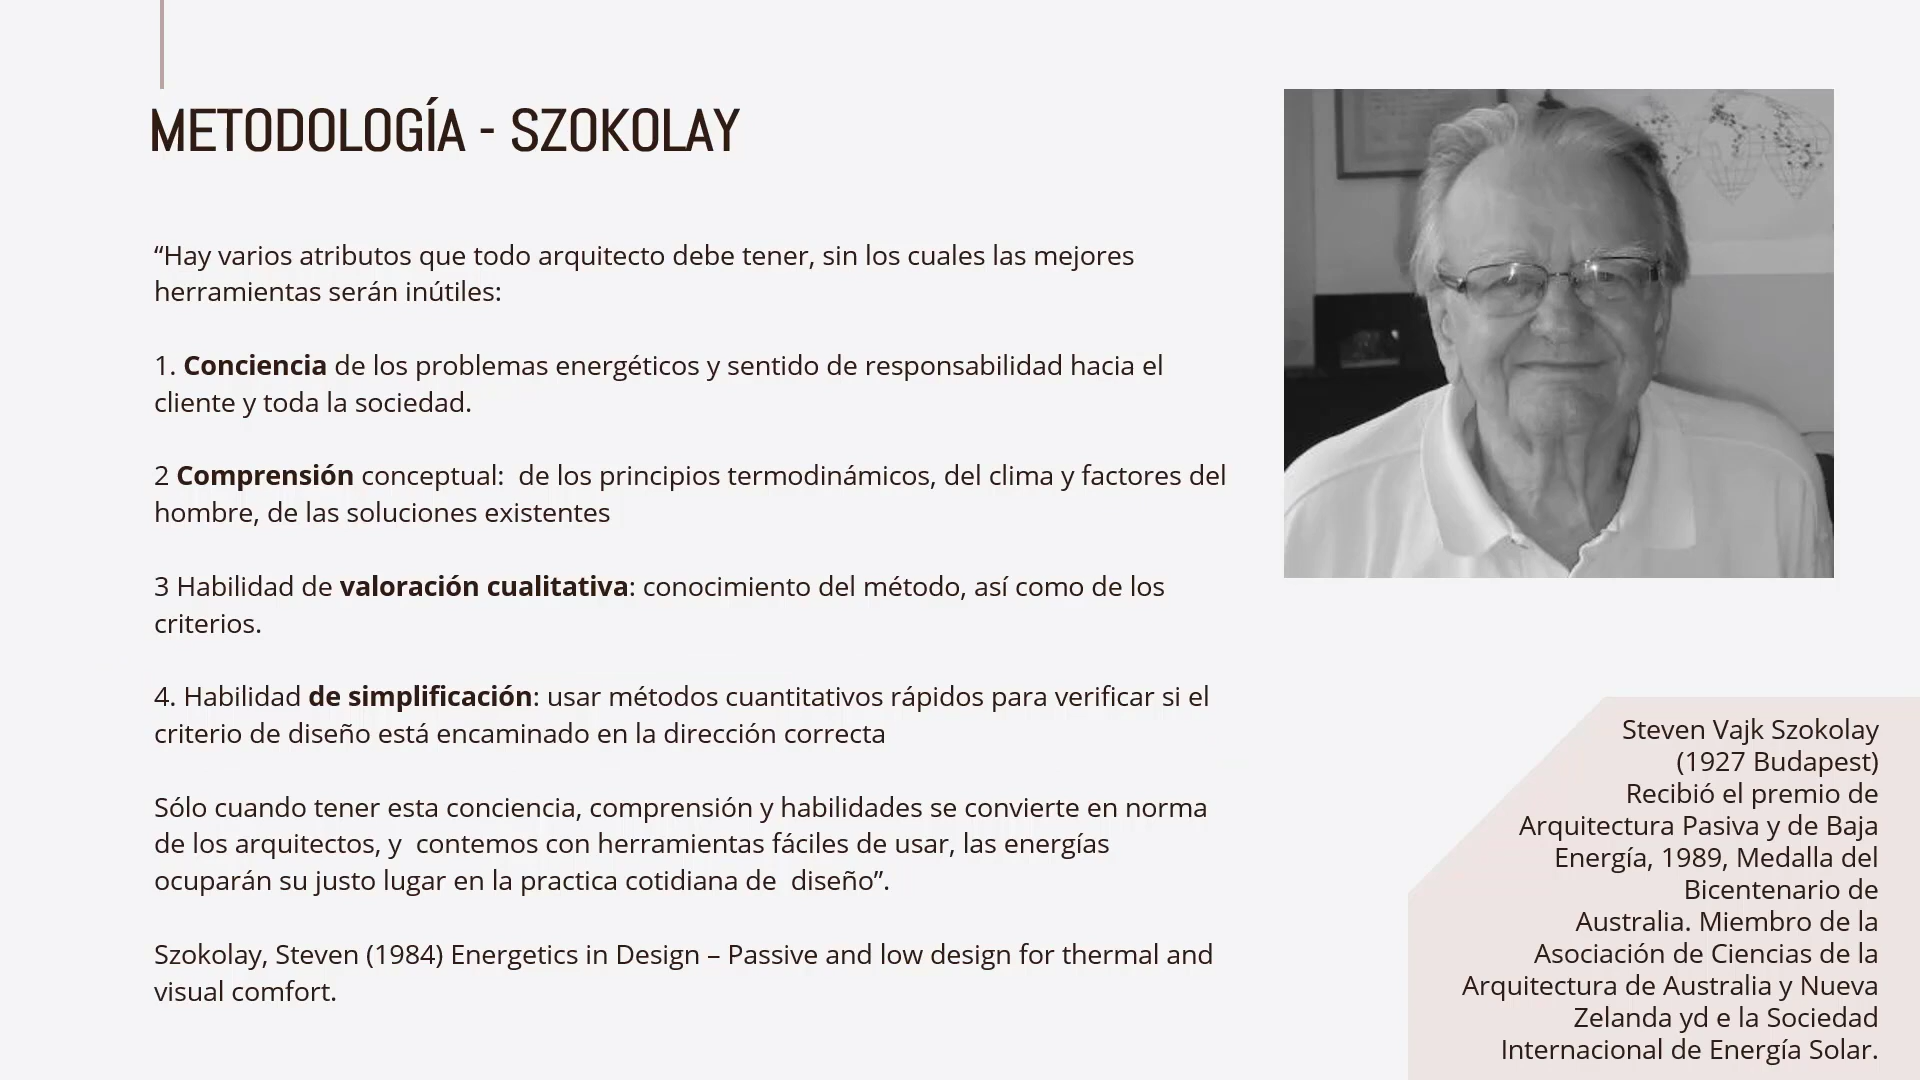 METODOLOGÍA - SZOKOLAY
“Hay varios atributos que todo arquitecto debe tener, sin los cuales las mejores
herramientas serán inútiles:
1. Conciencia de los problemas energéticos y sentido de responsabilidad hacia el
cliente y toda la sociedad.
2 Comprensión conceptual:  de los principios termodinámicos, del clima y factores del
hombre, de las soluciones existentes
3 Habilidad de valoración cualitativa: conocimiento del método, así como de los
criterios.
4. Habilidad de simplificación: usar métodos cuantitativos rápidos para verificar si el
criterio de diseño está encaminado en la dirección correcta
Sólo cuando tener esta conciencia, comprensión y habilidades se convierte en norma
de los arquitectos, y  contemos con herramientas fáciles de usar, las energías
ocuparán su justo lugar en la practica cotidiana de  diseño”.
Szokolay, Steven (1984) Energetics in Design – Passive and low design for thermal and
visual comfort.
Steven Vajk Szokolay
(1927 Budapest)
Recibió el premio de
Arquitectura Pasiva y de Baja
Energía, 1989, Medalla del
Bicentenario de
Australia. Miembro de la
Asociación de Ciencias de la
Arquitectura de Australia y Nueva
Zelanda yd e la Sociedad
Internacional de Energía Solar.